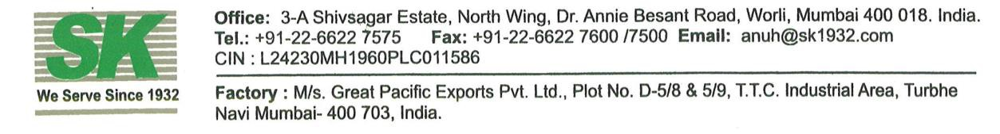 SK
We Serve Since 1932
Office: 3-A Shivsagar Estate, North Wing, Dr. Annie Besant Road, Worli, Mumbai 400 018. India.
Tel.: +91-22-6622 7575 Fax: +91-22-6622 7600 /7500 Email: anuh@sk1932.com
CIN : L24230MH1960PLC011586
Factory : M/s. Great Pacific Exports Pvt. Ltd., Plot No. D-5/8 & 5/9, T.T.C. Industrial Area, Turbhe
Navi Mumbai- 400 703, India.